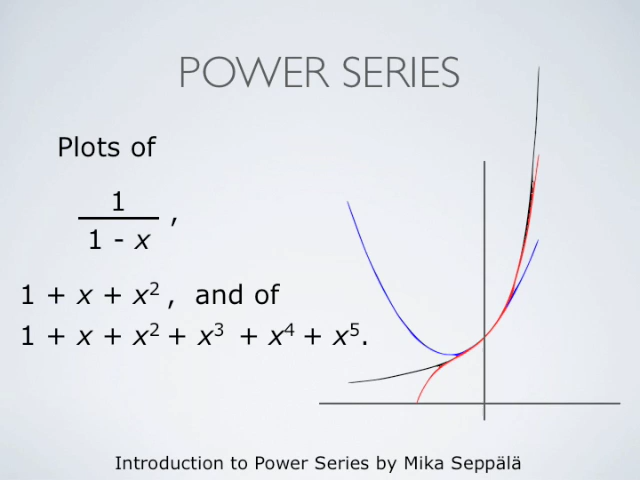 POWER SERIES
Plots of
1
1 - x ,
1 + x + x² , and of
1 + x + x² + x³ + x⁴ + x⁵.
Introduction to Power Series by Mika Seppälä